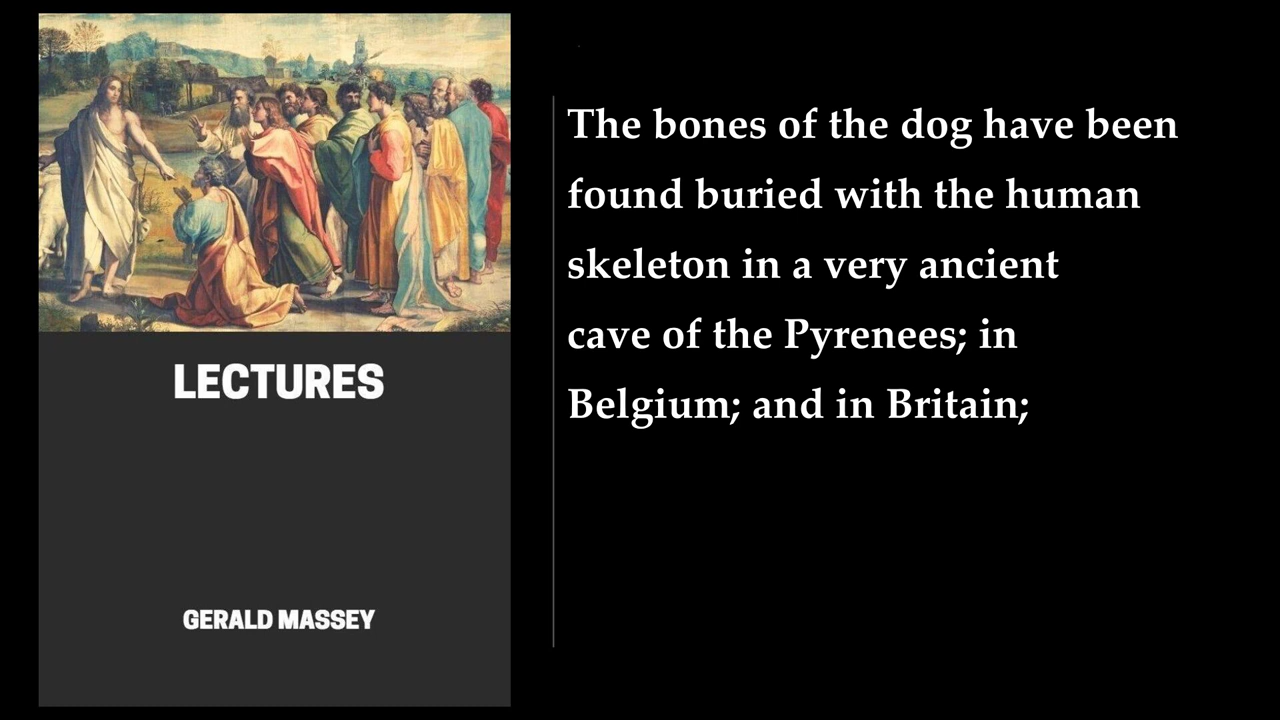 LECTURES
GERALD MASSEY
The bones of the dog have been
found buried with the human
skeleton in a very ancient
cave of the Pyrenees; in
Belgium; and in Britain;